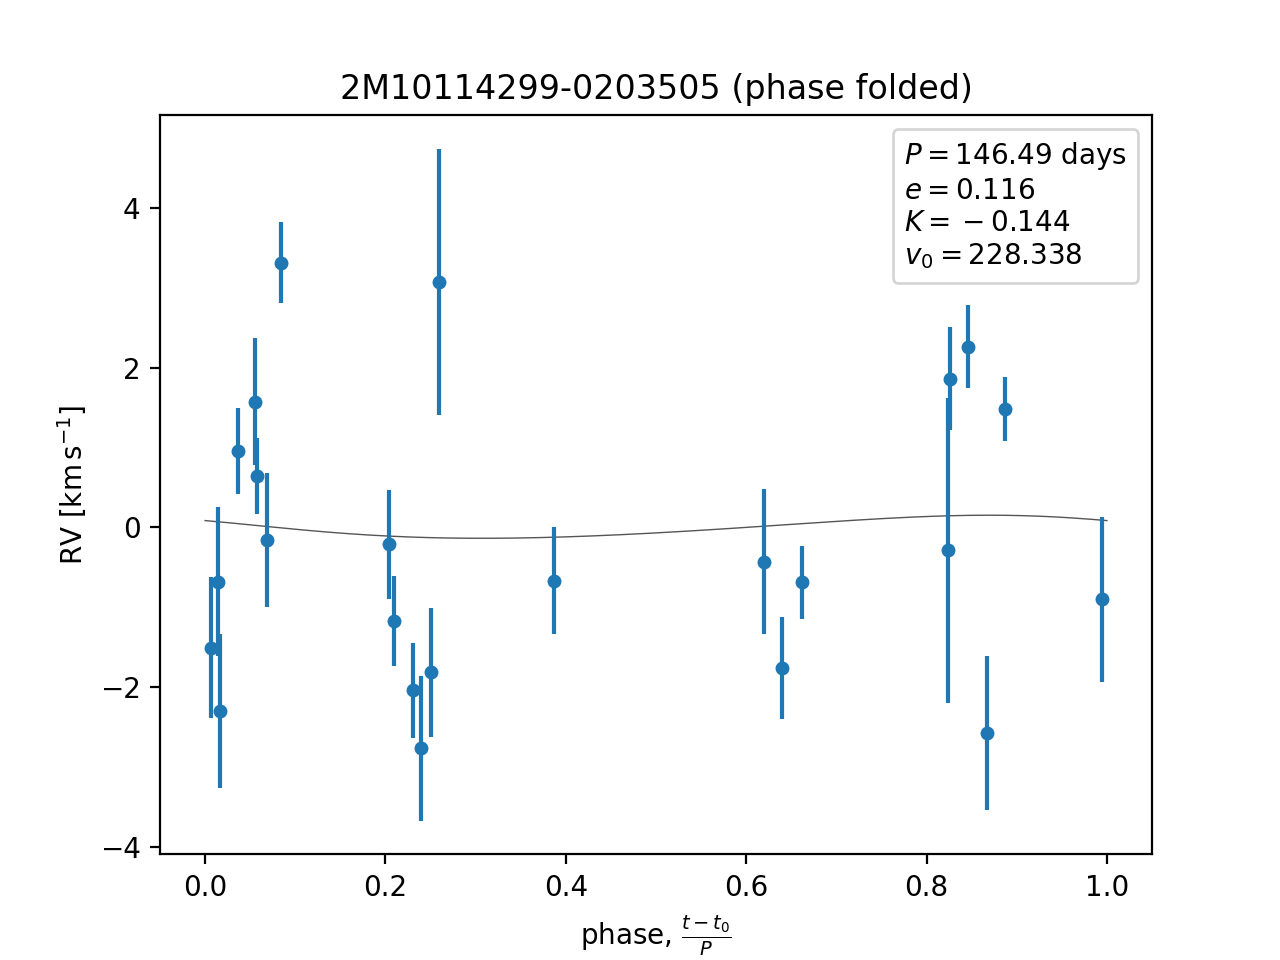 2M10114299-0203505 (phase folded)
P = 146.49 days
e = 0.116
K = −0.144
v₀ = 228.338
RV [km s⁻¹]
4
2
0
−2
−4
0.0 0.2 0.4 0.6 0.8 1.0
phase, (t − t₀)/P